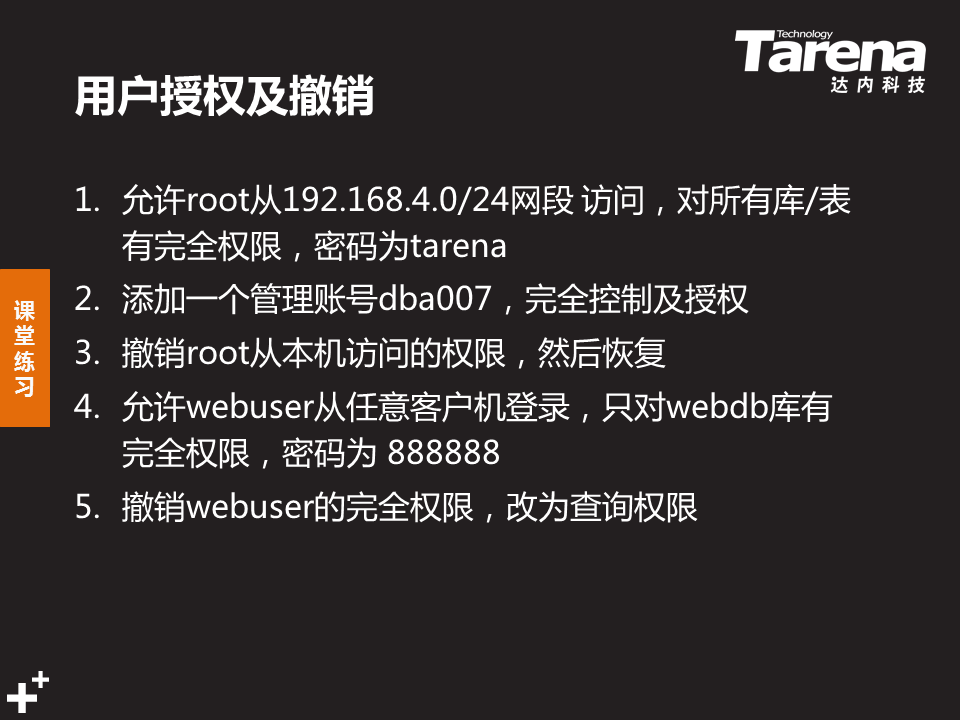 Technology
Tarena
达内科技
用户授权及撤销
1. 允许root从192.168.4.0/24网段 访问，对所有库/表
有完全权限，密码为tarena
2. 添加一个管理账号dba007，完全控制及授权
3. 撤销root从本机访问的权限，然后恢复
4. 允许webuser从任意客户机登录，只对webdb库有
完全权限，密码为 888888
5. 撤销webuser的完全权限，改为查询权限
课
堂
练
习